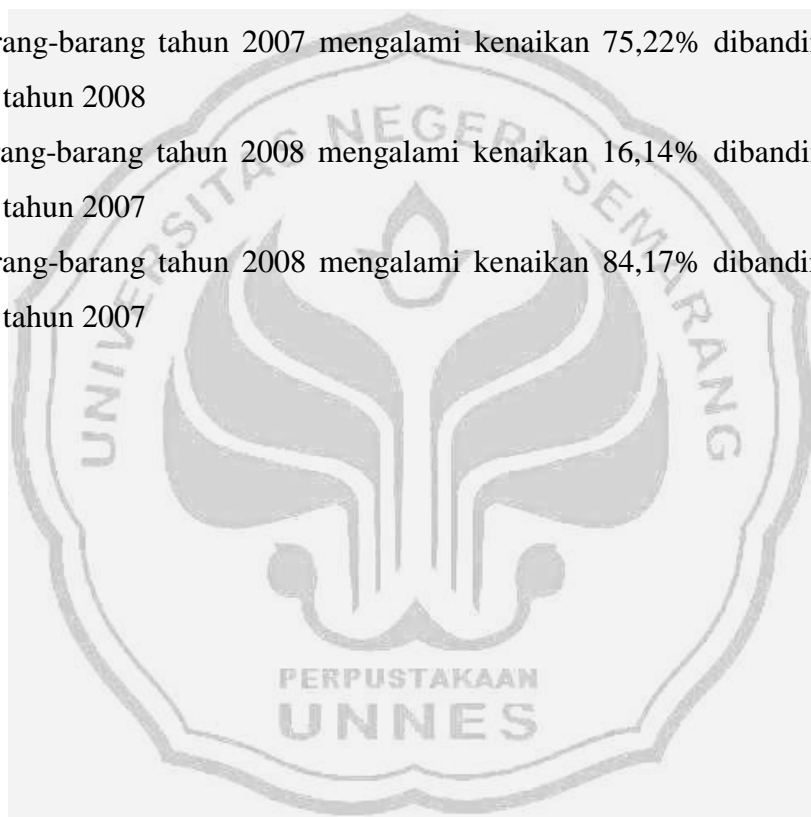 rang-barang tahun 2007 mengalami kenaikan 75,22% dibandi
tahun 2008
rang-barang tahun 2008 mengalami kenaikan 16,14% dibandi
tahun 2007
rang-barang tahun 2008 mengalami kenaikan 84,17% dibandi
tahun 2007
UNIVERSITAS NEGERI SEMARANG
PERPUSTAKAAN
UNNES